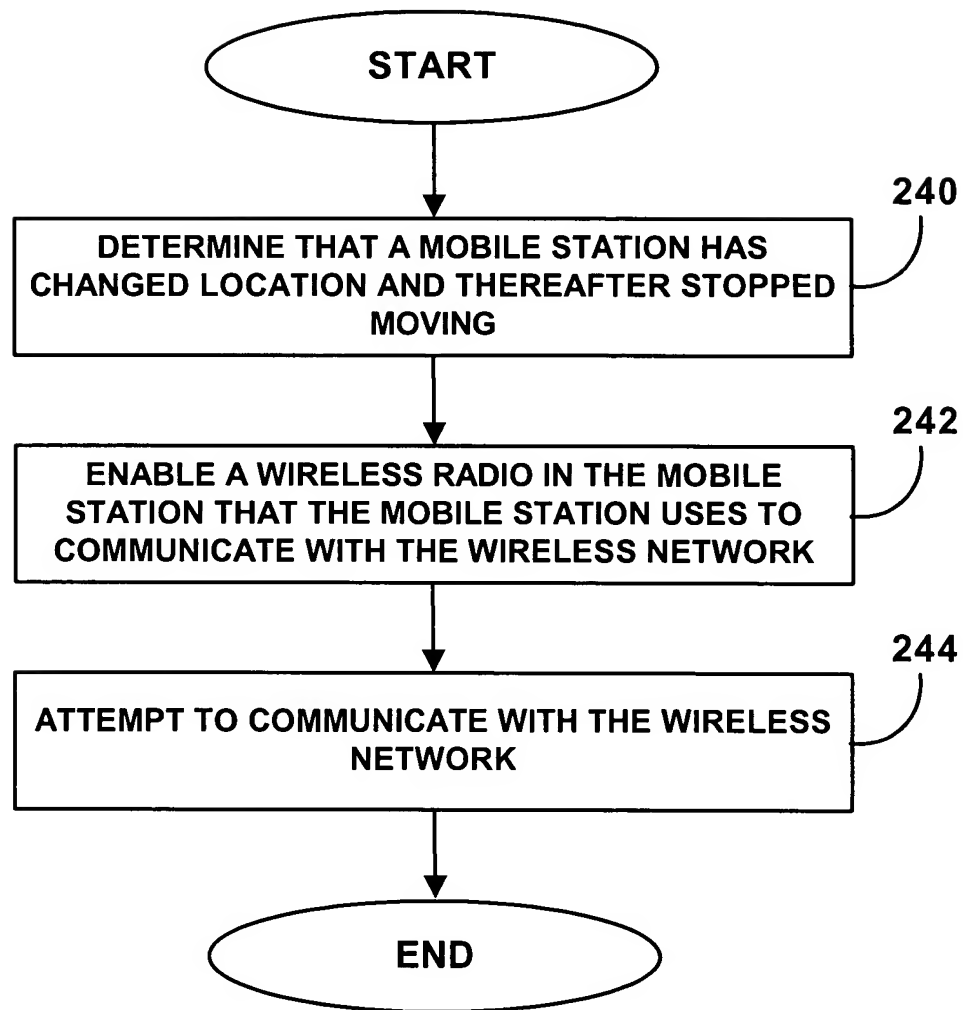 START
240
DETERMINE THAT A MOBILE STATION HAS
CHANGED LOCATION AND THEREAFTER STOPPED
MOVING
242
ENABLE A WIRELESS RADIO IN THE MOBILE
STATION THAT THE MOBILE STATION USES TO
COMMUNICATE WITH THE WIRELESS NETWORK
244
ATTEMPT TO COMMUNICATE WITH THE WIRELESS
NETWORK
END